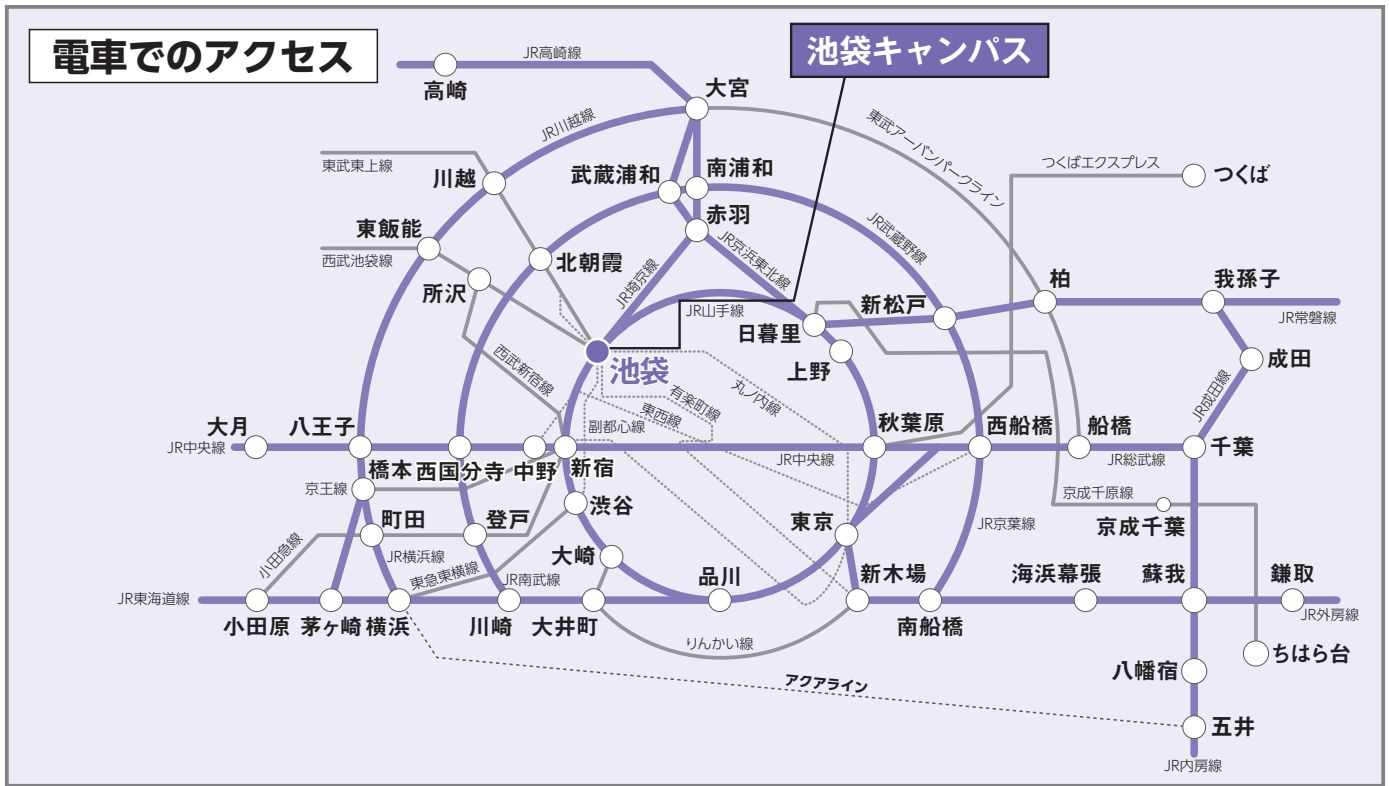 電車でのアクセス
池袋キャンパス
JR高崎線
高崎
大宮
JR川越線
東武アーバンパークライン
東武東上線
川越
武蔵浦和
南浦和
つくばエクスプレス
つくば
赤羽
東飯能
西武池袋線
北朝霞
JR京浜東北線
JR武蔵野線
所沢
JR埼京線
柏
我孫子
JR山手線
新松戸
JR常磐線
日暮里
池袋
上野
成田
西武新宿線
有楽町線
丸ノ内線
JR成田線
東西線
副都心線
大月
八王子
秋葉原
西船橋
船橋
JR中央線
JR中央線
JR総武線
千葉
橋本
西国分寺
中野
新宿
京王線
京成千原線
渋谷
町田
登戸
東京
京成千葉
JR京葉線
小田急線
JR横浜線
大崎
東急東横線
JR南武線
品川
新木場
海浜幕張
蘇我
鎌取
JR東海道線
JR外房線
小田原
茅ヶ崎
横浜
川崎
大井町
南船橋
りんかい線
ちはら台
八幡宿
アクアライン
五井
JR内房線